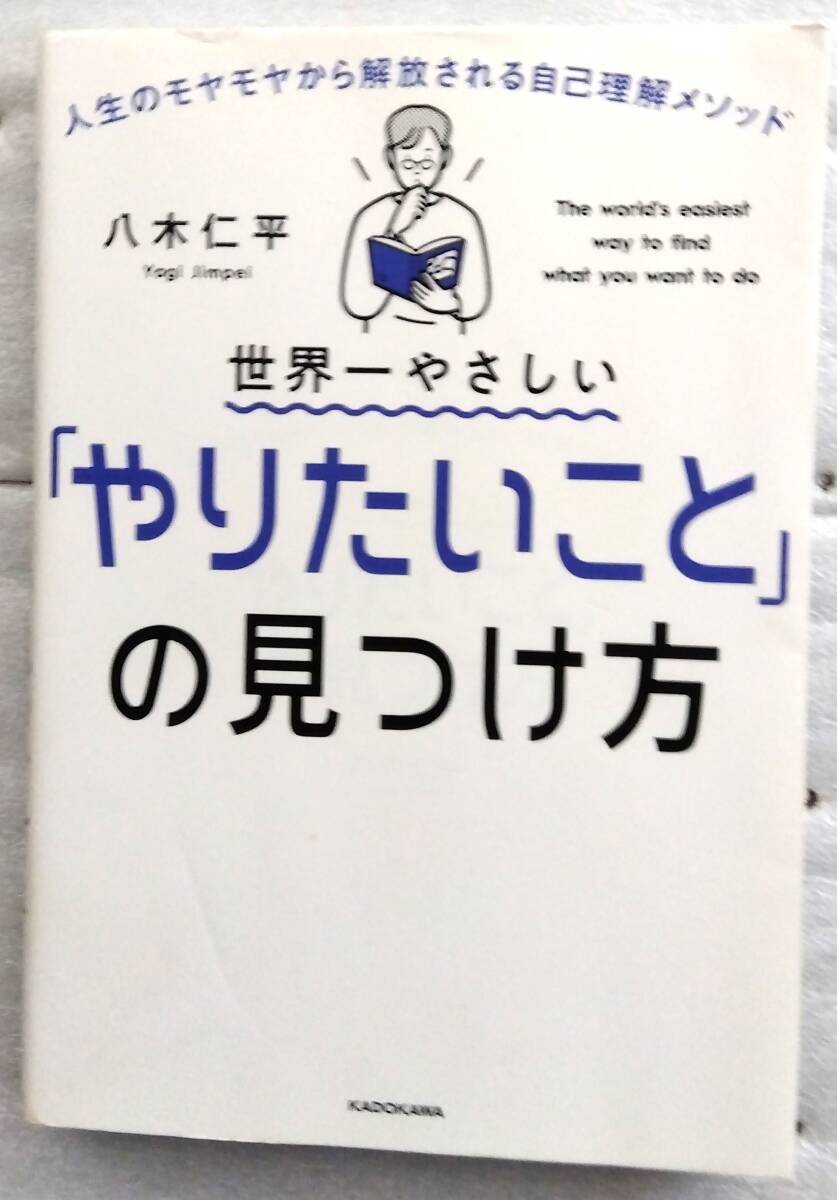 人生のモヤモヤから解放される自己理解メソッド
八木仁平
Yagi Jimpei
The world's easiest
way to find
what you want to do
世界一やさしい
「やりたいこと」
の見つけ方
KADOKAWA